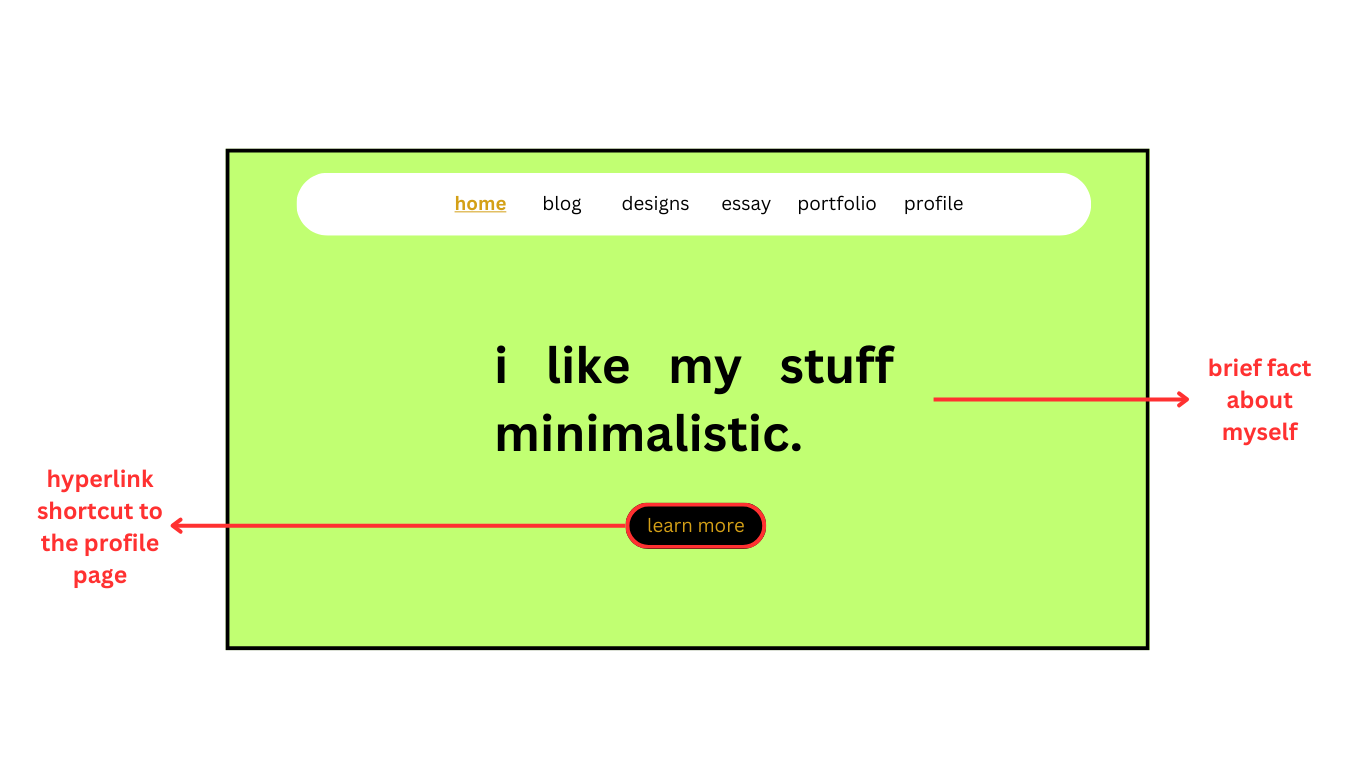 home blog designs essay portfolio profile
i like my stuff
minimalistic.
learn more
brief fact
about
myself
hyperlink
shortcut to
the profile
page